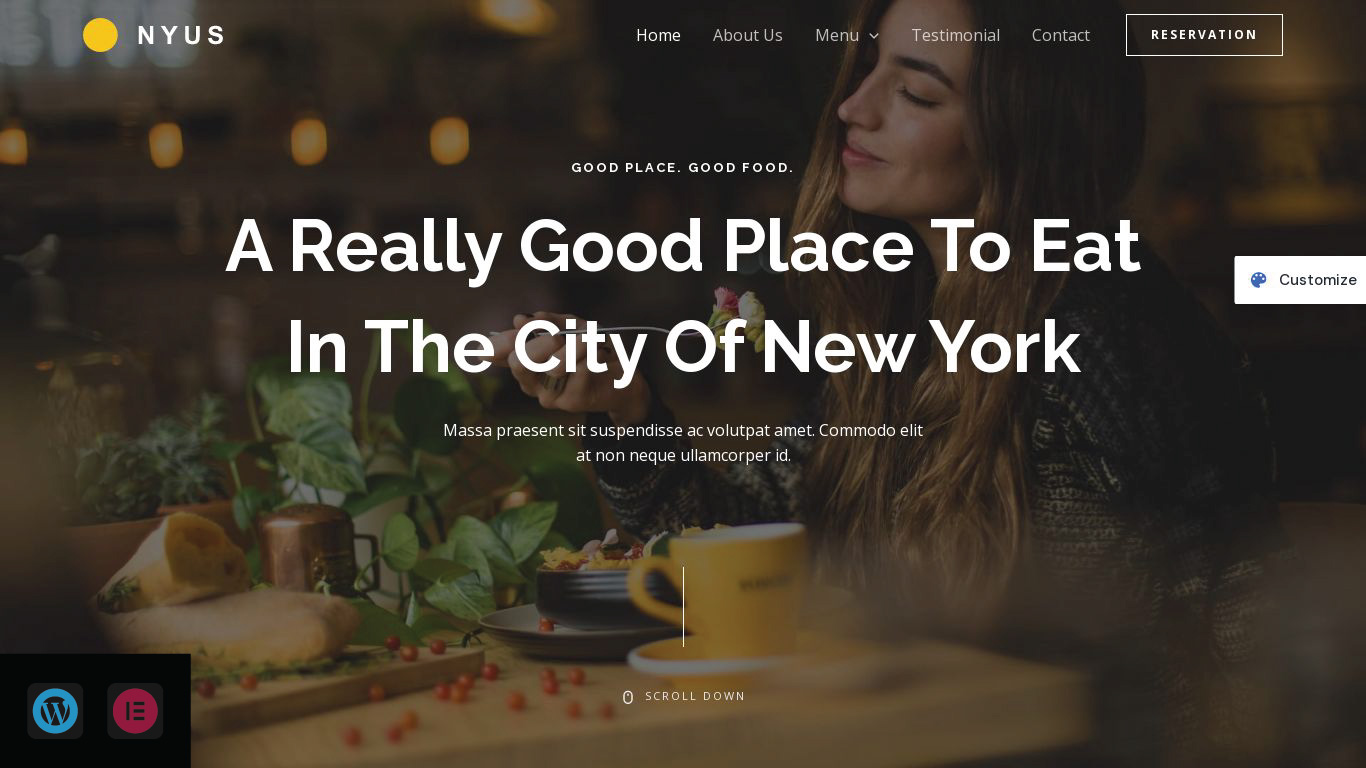 NYUS
Home
About Us
Menu
Testimonial
Contact
RESERVATION
GOOD PLACE. GOOD FOOD.
A Really Good Place To Eat
In The City Of New York
Customize
Massa praesent sit suspendisse ac volutpat amet. Commodo elit
at non neque ullamcorper id.
SCROLL DOWN